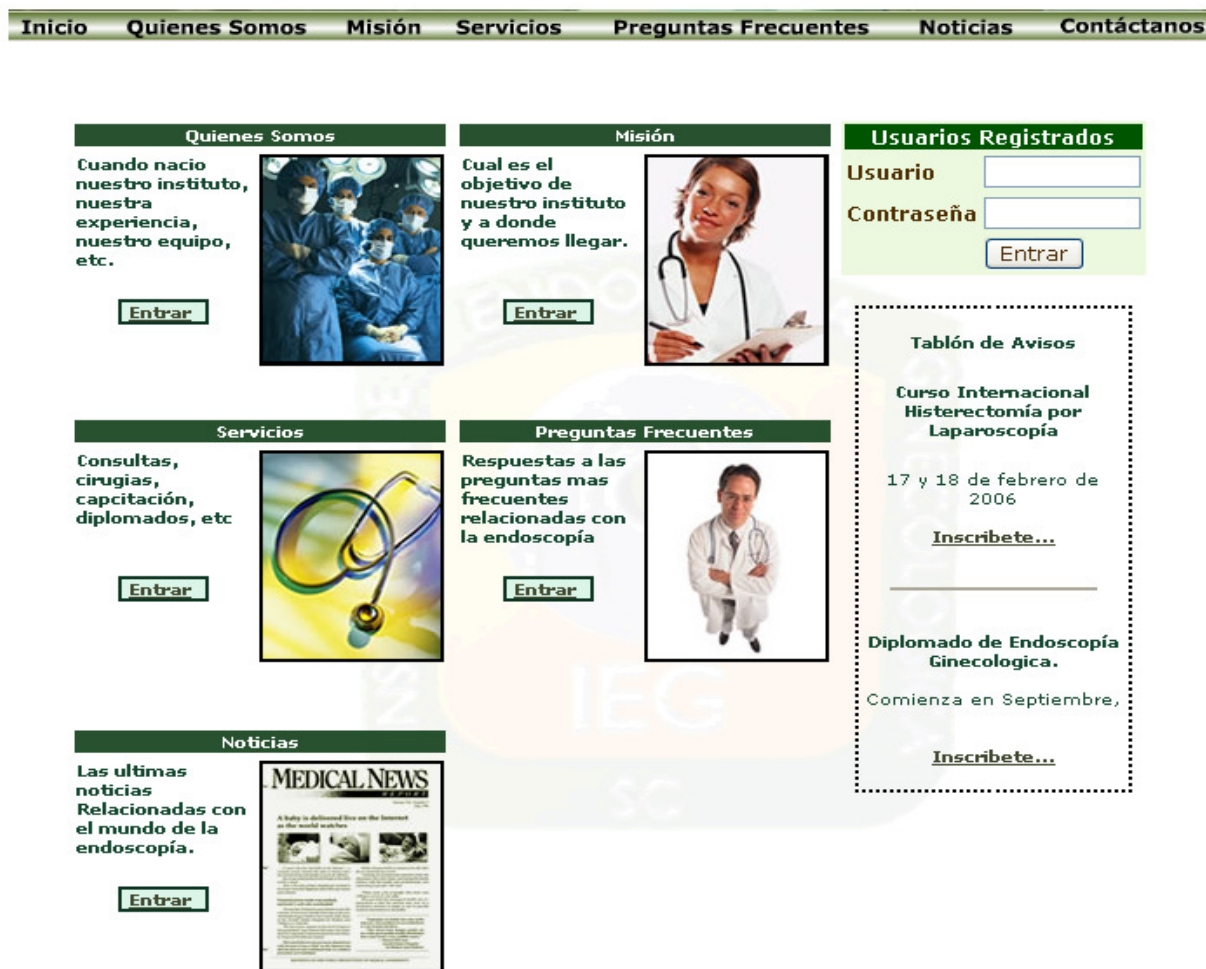 Inicio Quienes Somos Misión Servicios Preguntas Frecuentes Noticias Contáctanos
Quienes Somos
Cuando nacio
nuestro instituto,
nuestra
experiencia,
nuestro equipo,
etc.
Entrar
Misión
Cual es el
objetivo de
nuestro instituto
y a donde
queremos llegar.
Entrar
Usuarios Registrados
Usuario
Contraseña
Entrar
Tablón de Avisos
Curso Internacional
Histerectomía por
Laparoscopía
17 y 18 de febrero de
2006
Inscribete...
Diplomado de Endoscopía
Ginecologica.
Comienza en Septiembre,
Inscribete...
Servicios
Consultas,
cirugias,
capcitación,
diplomados, etc
Entrar
Preguntas Frecuentes
Respuestas a las
preguntas mas
frecuentes
relacionadas con
la endoscopía
Entrar
Noticias
Las ultimas
noticias
Relacionadas con
el mundo de la
endoscopía.
Entrar
MEDICAL NEWS
REPORT
A baby is delivered live on the Internet
as the world watches
IEG
SC